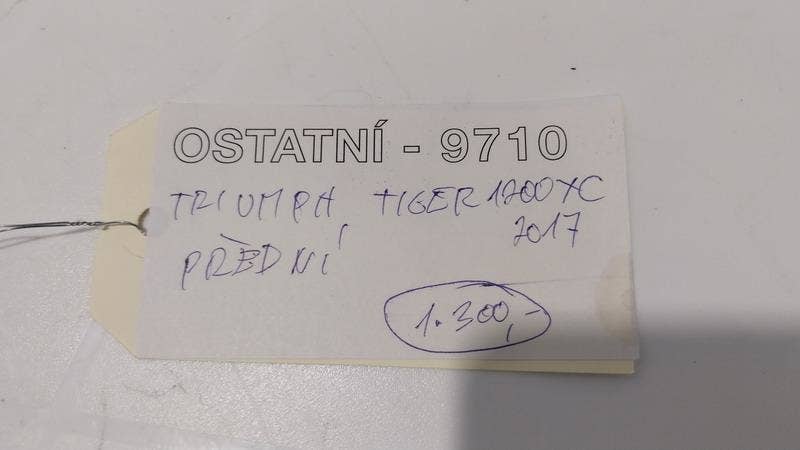 OSTATNÍ - 9710
TRIUMPH TIGER 1200 XC
2017
PŘEDNÍ
1.300,-